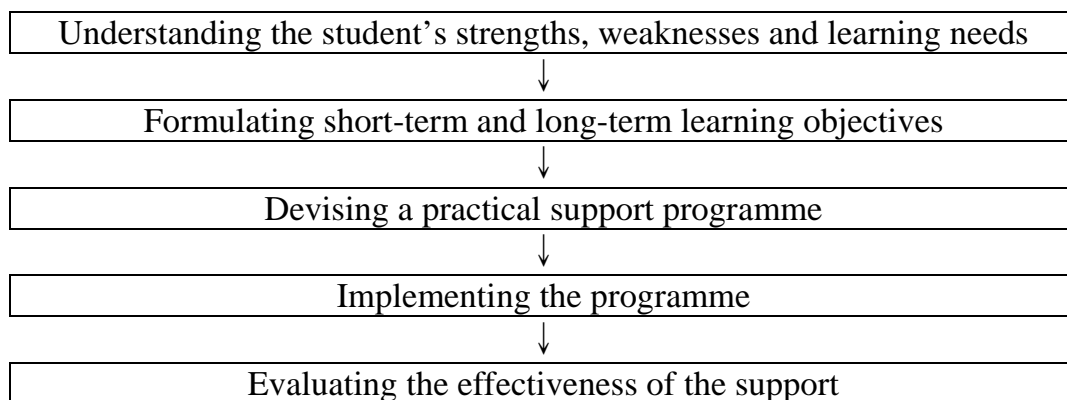 Understanding the student’s strengths, weaknesses and learning needs
Formulating short-term and long-term learning objectives
Devising a practical support programme
Implementing the programme
Evaluating the effectiveness of the support